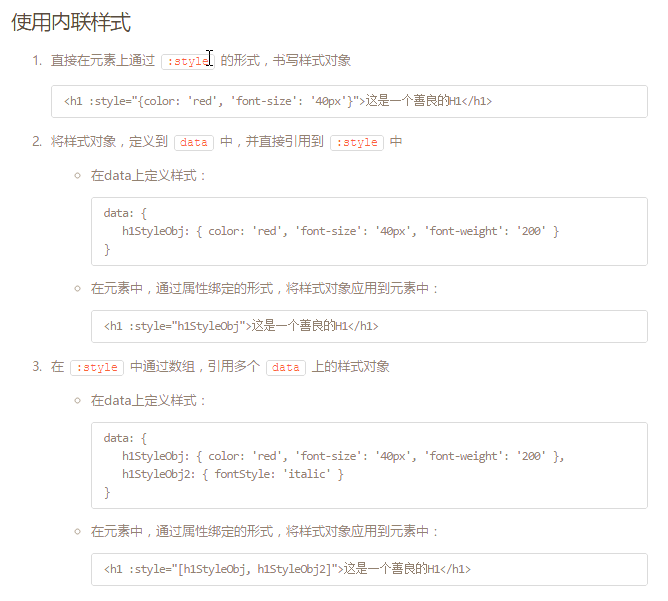 使用内联样式
1. 直接在元素上通过 :style 的形式，书写样式对象
<h1 :style="{color: 'red', 'font-size': '40px'}">这是一个善良的H1</h1>
2. 将样式对象，定义到 data 中，并直接引用到 :style 中
在data上定义样式：
data: {
h1StyleObj: { color: 'red', 'font-size': '40px', 'font-weight': '200' }
}
在元素中，通过属性绑定的形式，将样式对象应用到元素中：
<h1 :style="h1StyleObj">这是一个善良的H1</h1>
3. 在 :style 中通过数组，引用多个 data 上的样式对象
在data上定义样式：
data: {
h1StyleObj: { color: 'red', 'font-size': '40px', 'font-weight': '200' },
h1StyleObj2: { fontStyle: 'italic' }
}
在元素中，通过属性绑定的形式，将样式对象应用到元素中：
<h1 :style="[h1StyleObj, h1StyleObj2]">这是一个善良的H1</h1>